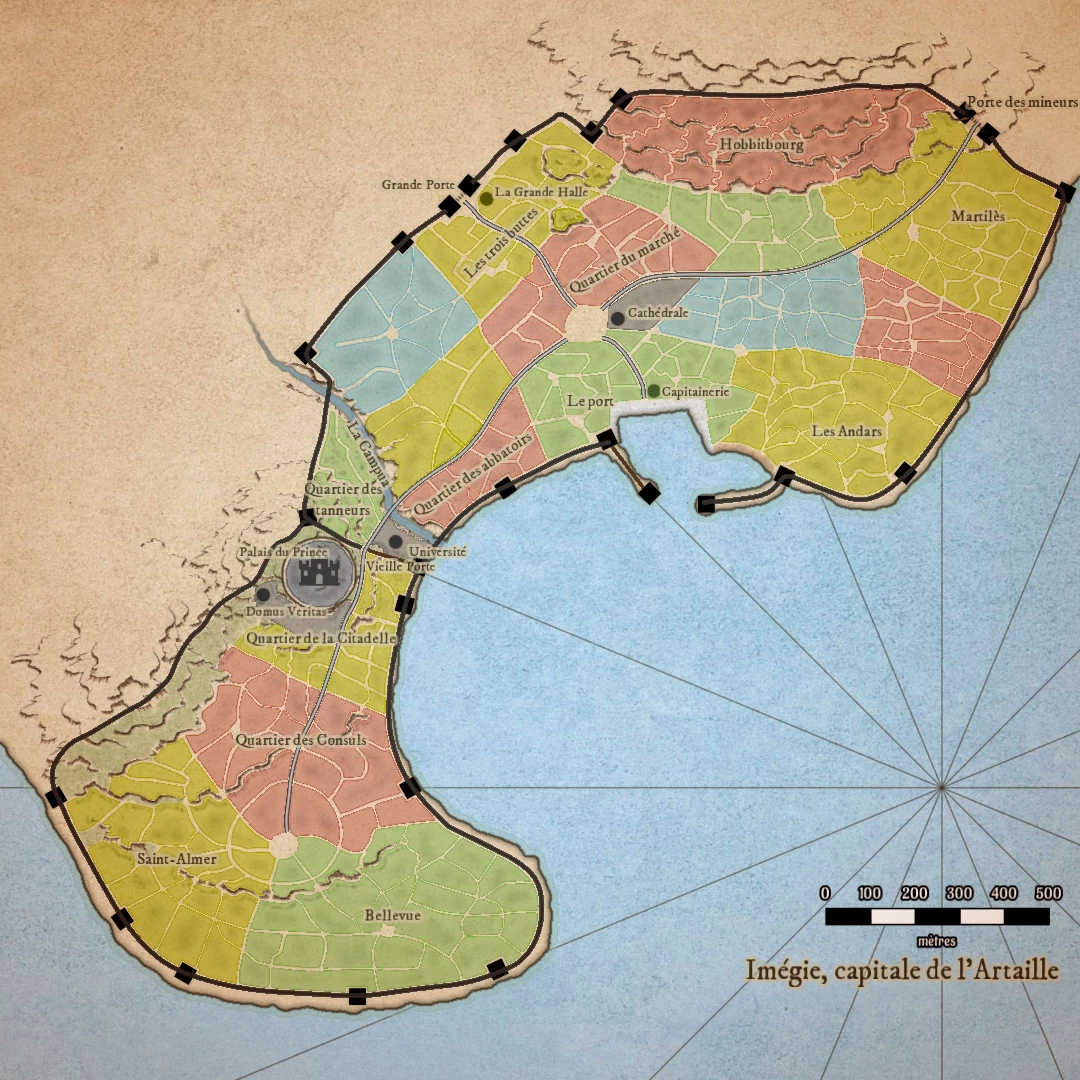 Porte des mineurs
Hobbitbourg
Grande Porte
La Grande Halle
Martilès
Les trois buttes
Quartier du marché
Cathédrale
Capitainerie
Le port
Les Andars
La Campua
Quartier des abbatoirs
Quartier des
tanneurs
Palais du Prince
Université
Vieille Porte
Domus Veritas
Quartier de la Citadelle
Quartier des Consuls
Saint-Almer
Bellevue
0 100 200 300 400 500
mètres
Imégie, capitale de l'Artaille